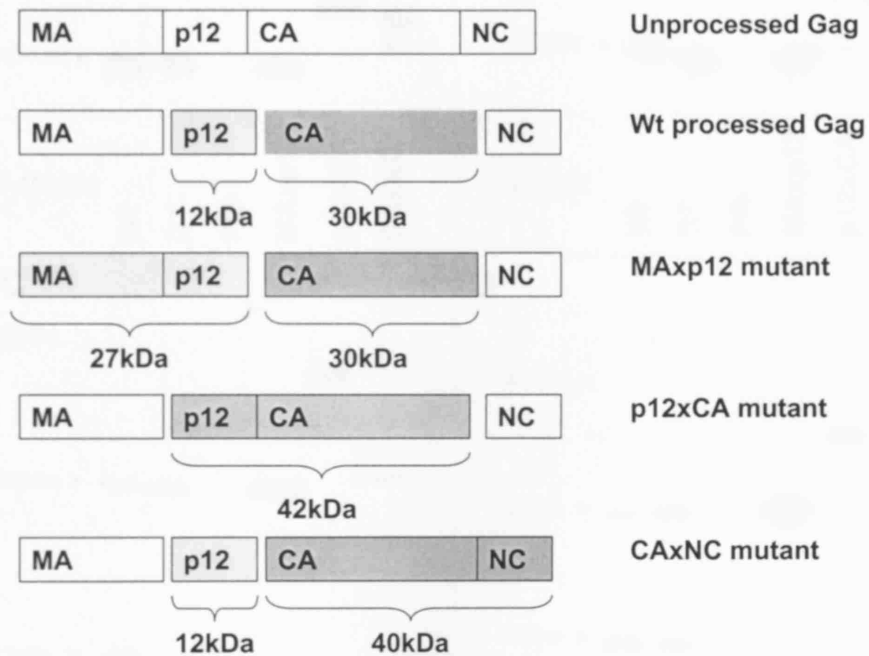 MA p12 CA NC Unprocessed Gag
MA p12 CA NC Wt processed Gag
12kDa 30kDa
MA p12 CA NC MAxp12 mutant
27kDa 30kDa
MA p12 CA NC p12xCA mutant
42kDa
MA p12 CA NC CAxNC mutant
12kDa 40kDa